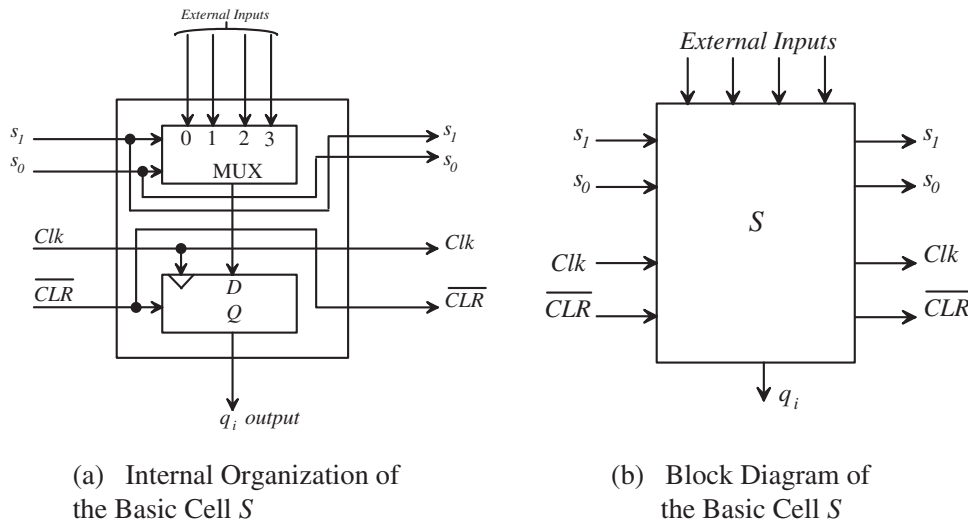 External Inputs
s₁
s₀
0 1 2 3
MUX
s₁
s₀
Clk
CLR
D
Q
Clk
CLR
qᵢ output
(a) Internal Organization of
the Basic Cell S
External Inputs
s₁
s₀
Clk
CLR
S
s₁
s₀
Clk
CLR
qᵢ
(b) Block Diagram of
the Basic Cell S